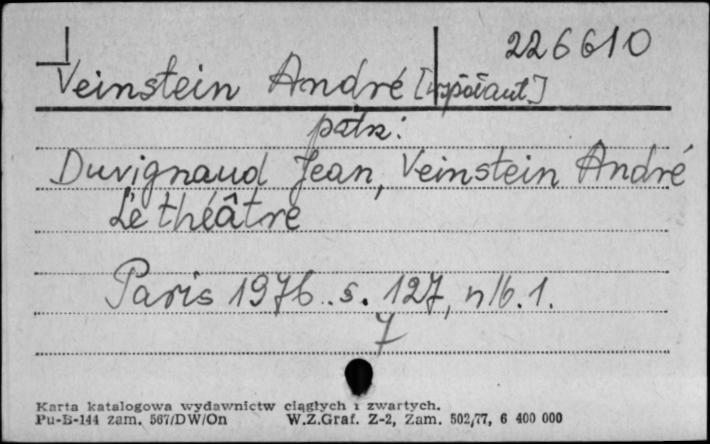 226610
Veinstein André [współaut.]
patrz:
Duvignaud Jean, Veinstein André
Le théâtre
Paris 1976 s. 127, nlb. 1.
7
Karta katalogowa wydawnictw ciągłych i zwartych.
Pu-B-144 zam. 567/DW/On W.Z.Graf. Z-2, Zam. 502/77, 6 400 000